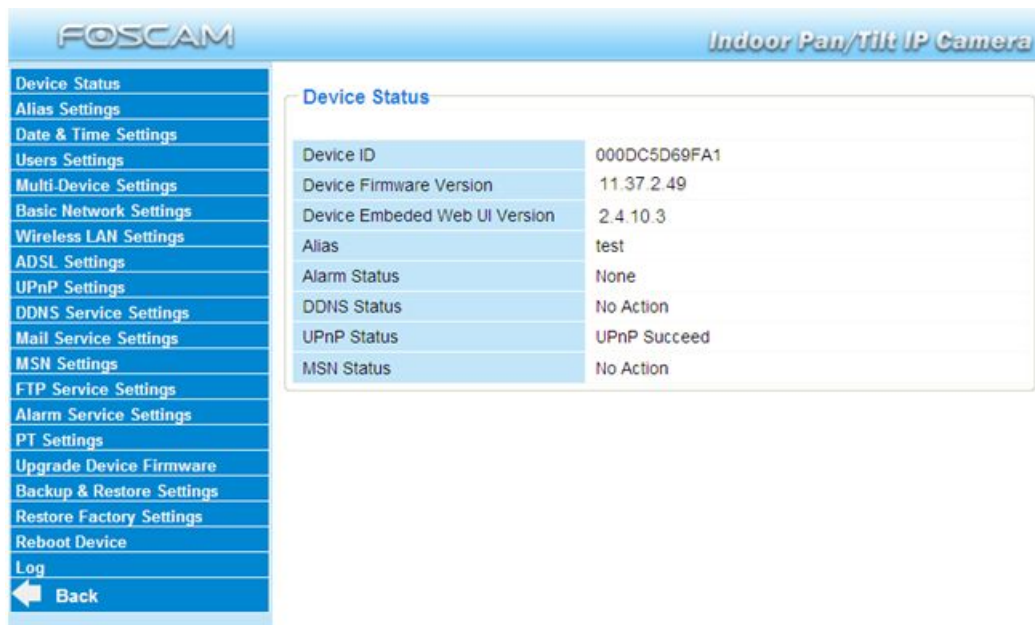 FOSCAM
Indoor Pan/Tilt IP Camera
Device Status
Alias Settings
Date & Time Settings
Users Settings
Multi-Device Settings
Basic Network Settings
Wireless LAN Settings
ADSL Settings
UPnP Settings
DDNS Service Settings
Mail Service Settings
MSN Settings
FTP Service Settings
Alarm Service Settings
PT Settings
Upgrade Device Firmware
Backup & Restore Settings
Restore Factory Settings
Reboot Device
Log
Back
Device Status
Device ID 000DC5D69FA1
Device Firmware Version 11.37.2.49
Device Embeded Web UI Version 2.4.10.3
Alias test
Alarm Status None
DDNS Status No Action
UPnP Status UPnP Succeed
MSN Status No Action